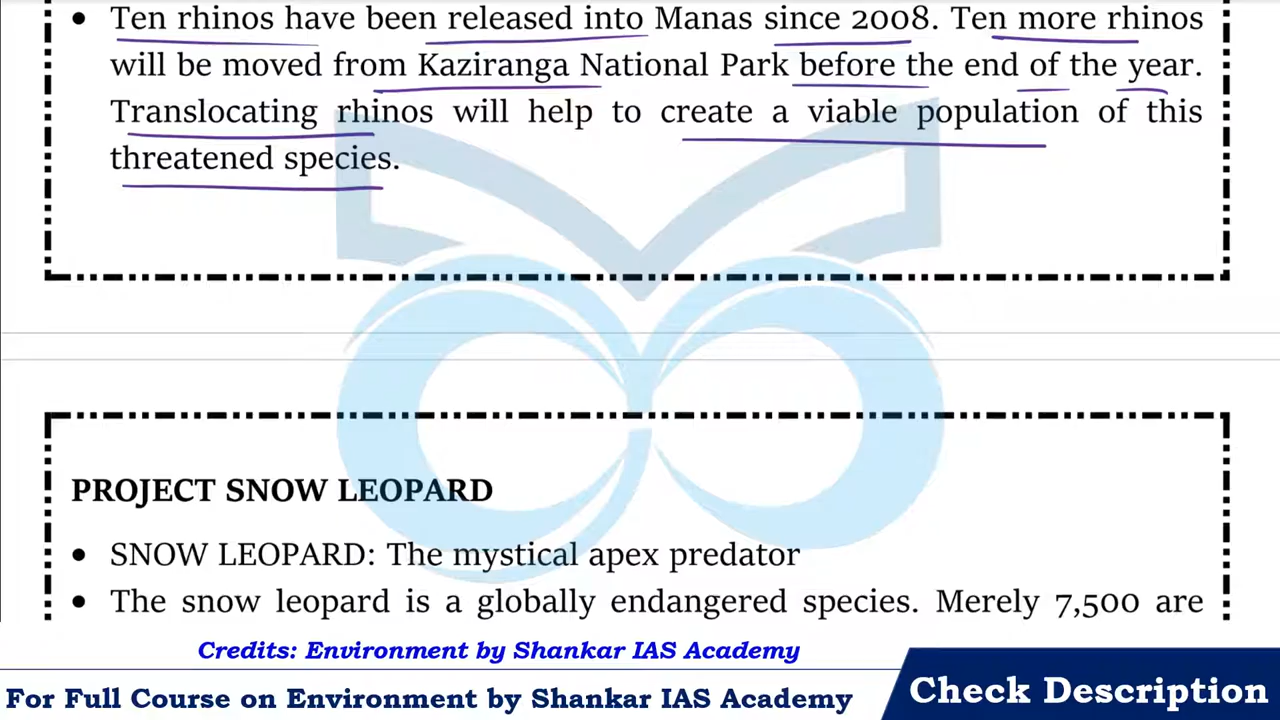 • Ten rhinos have been released into Manas since 2008. Ten more rhinos
will be moved from Kaziranga National Park before the end of the year.
Translocating rhinos will help to create a viable population of this
threatened species.
PROJECT SNOW LEOPARD
• SNOW LEOPARD: The mystical apex predator
• The snow leopard is a globally endangered species. Merely 7,500 are
Credits: Environment by Shankar IAS Academy
For Full Course on Environment by Shankar IAS Academy
Check Description